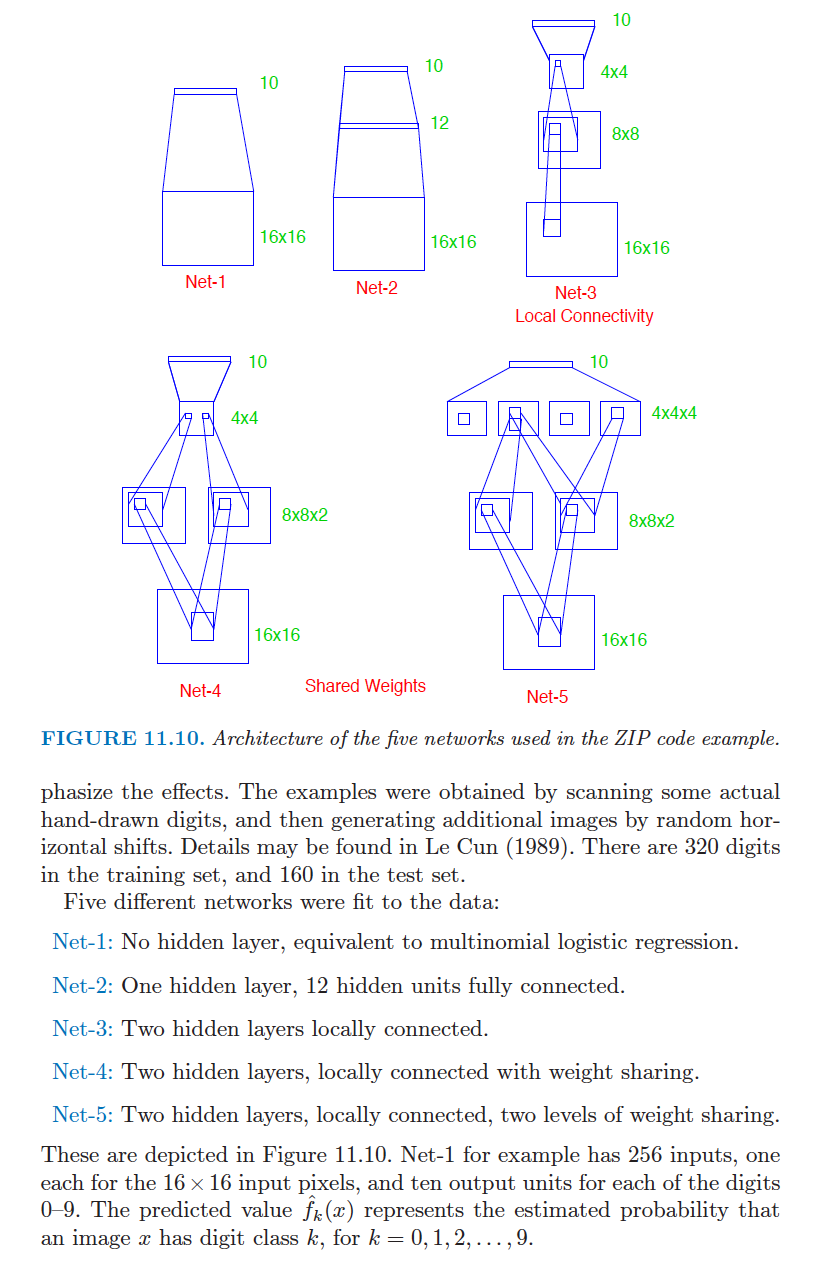 10
16x16
Net-1
10
12
16x16
Net-2
10
4x4
8x8
16x16
Net-3
Local Connectivity
10
4x4
8x8x2
16x16
Net-4
Shared Weights
10
4x4x4
8x8x2
16x16
Net-5
FIGURE 11.10. Architecture of the five networks used in the ZIP code example.
phasize the effects. The examples were obtained by scanning some actual
hand-drawn digits, and then generating additional images by random hor-
izontal shifts. Details may be found in Le Cun (1989). There are 320 digits
in the training set, and 160 in the test set.
Five different networks were fit to the data:
Net-1: No hidden layer, equivalent to multinomial logistic regression.
Net-2: One hidden layer, 12 hidden units fully connected.
Net-3: Two hidden layers locally connected.
Net-4: Two hidden layers, locally connected with weight sharing.
Net-5: Two hidden layers, locally connected, two levels of weight sharing.
These are depicted in Figure 11.10. Net-1 for example has 256 inputs, one
each for the 16 × 16 input pixels, and ten output units for each of the digits
0–9. The predicted value f̂ₖ(x) represents the estimated probability that
an image x has digit class k, for k = 0, 1, 2, . . . , 9.